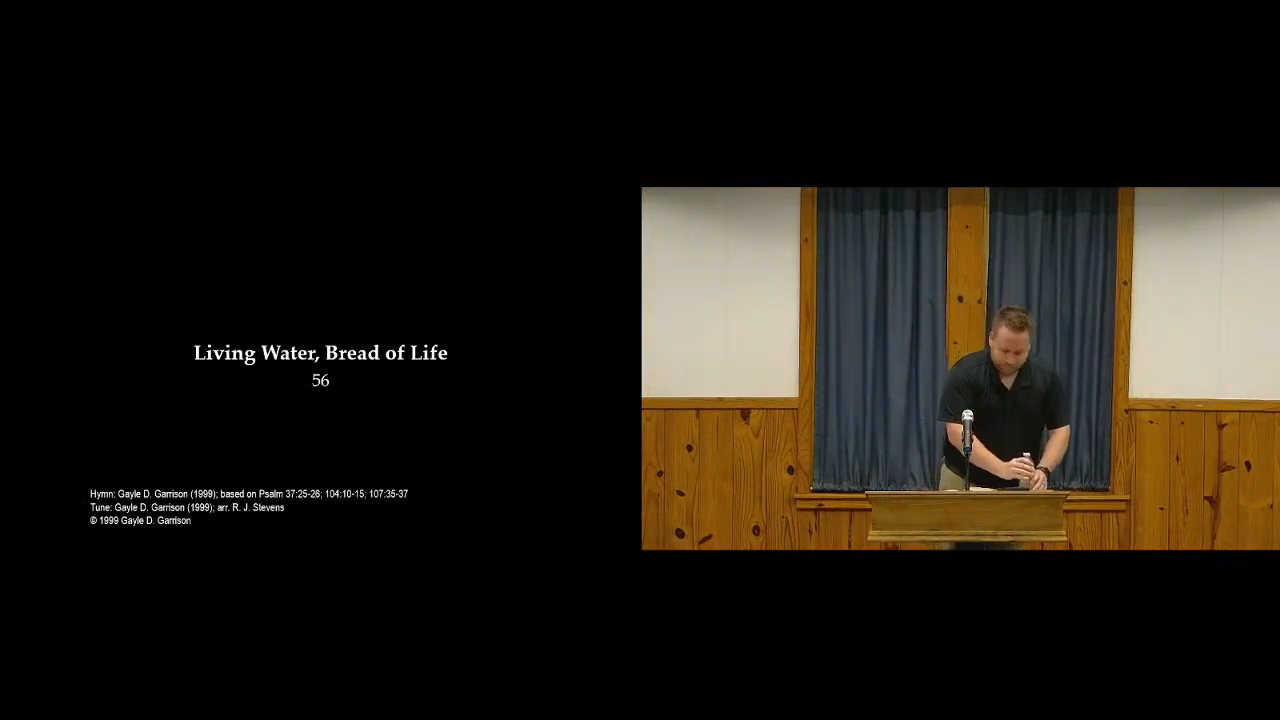 Living Water, Bread of Life
56
Hymn: Gayle D. Garrison (1999); based on Psalm 37:25-26; 104:10-15; 107:35-37
Tune: Gayle D. Garrison (1999); arr. R. J. Stevens
© 1999 Gayle D. Garrison